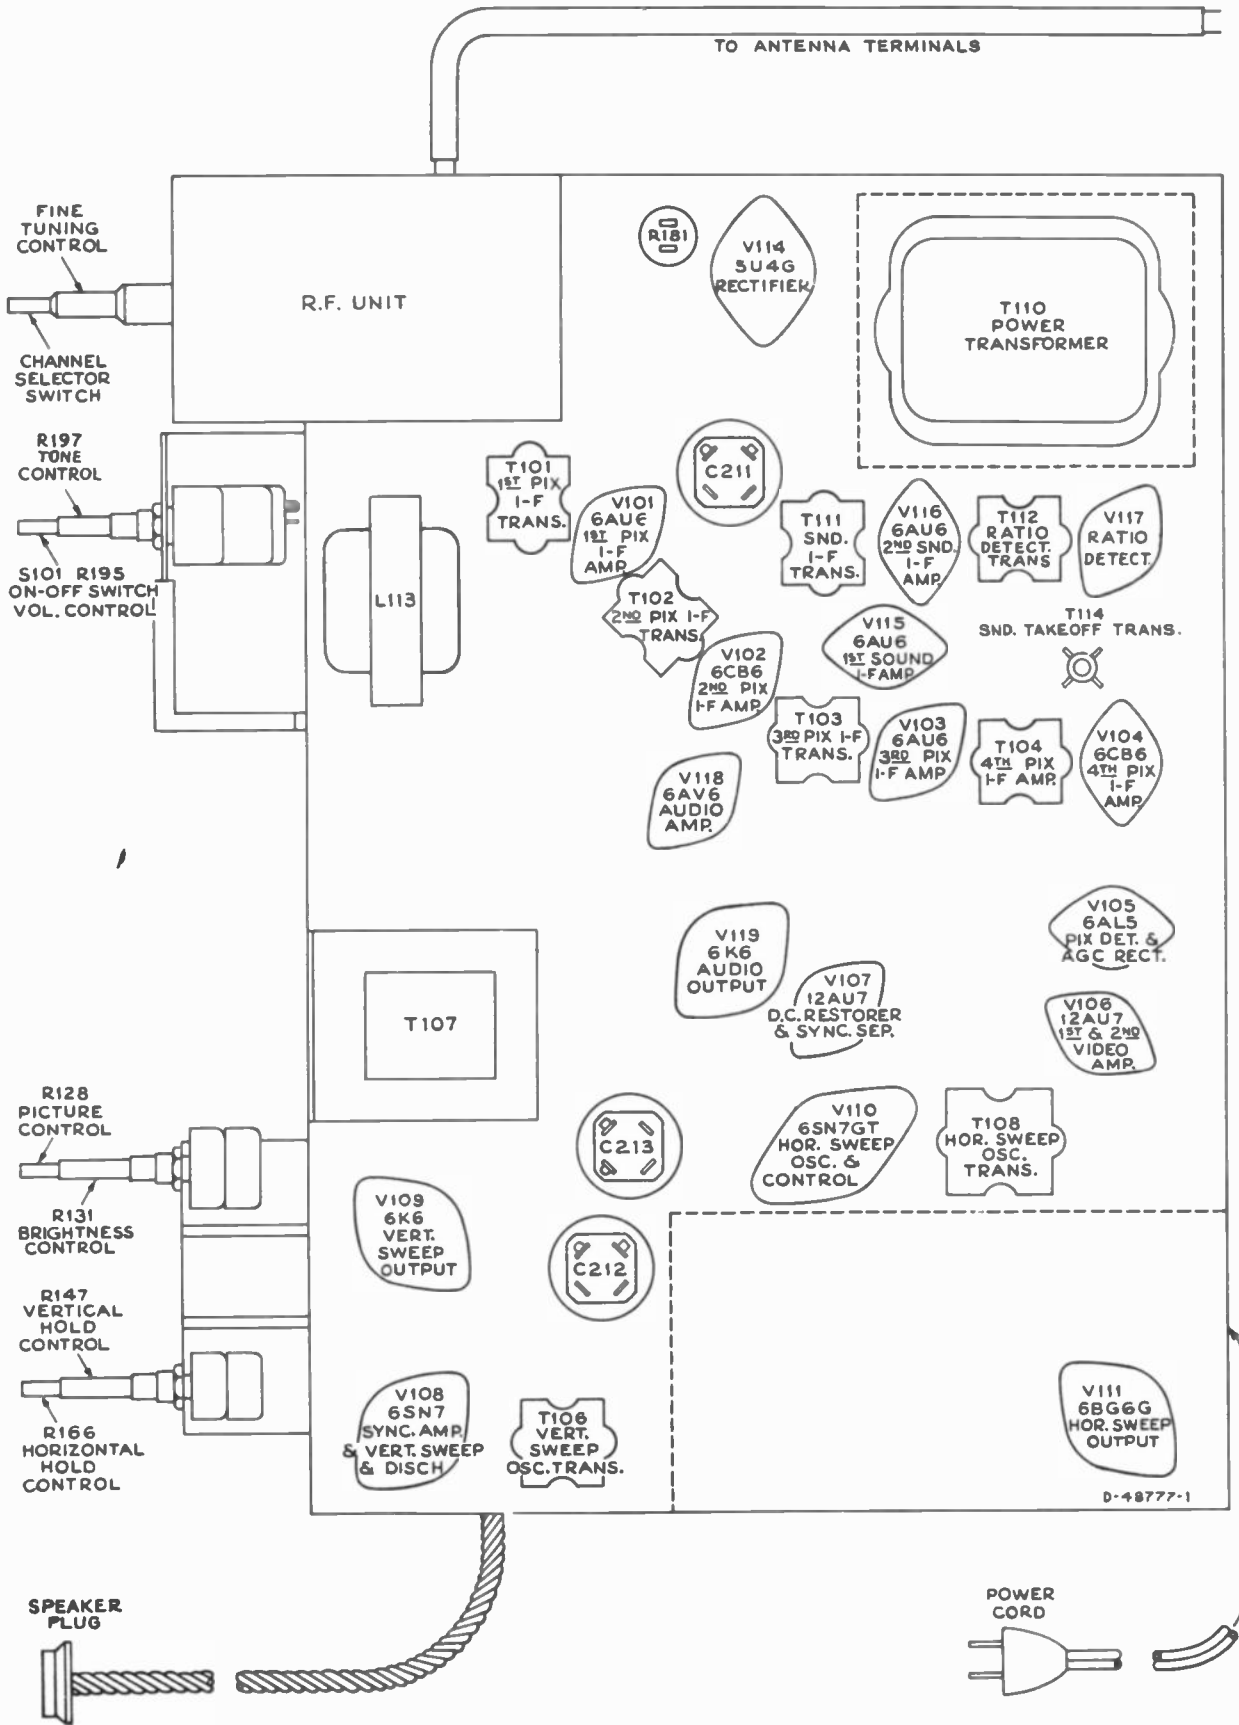 TO ANTENNA TERMINALS
FINE
TUNING
CONTROL
R.F. UNIT
CHANNEL
SELECTOR
SWITCH
R181
V114
5U4G
RECTIFIER
T110
POWER
TRANSFORMER
R197
TONE
CONTROL
S101 R195
ON-OFF SWITCH
VOL. CONTROL
L113
T101
1ST PIX
I-F
TRANS.
V101
6AU6
1ST PIX
I-F
AMP.
C211
T111
SND.
I-F
TRANS.
V116
6AU6
2ND SND.
I-F
AMP.
T112
RATIO
DETECT.
TRANS
V117
RATIO
DETECT.
T102
2ND PIX I-F
TRANS.
V115
6AU6
1ST SOUND
I-F AMP.
T114
SND. TAKEOFF TRANS.
V102
6CB6
2ND PIX
I-F AMP.
T103
3RD PIX I-F
TRANS.
V103
6AU6
3RD PIX
I-F AMP.
T104
4TH PIX
I-F AMP.
V104
6CB6
4TH PIX
I-F
AMP.
V118
6AV6
AUDIO
AMP.
V119
6K6
AUDIO
OUTPUT
V107
12AU7
D.C. RESTORER
& SYNC. SEP.
V105
6AL5
PIX DET. &
AGC RECT.
V106
12AU7
1ST & 2ND
VIDEO
AMP.
T107
R128
PICTURE
CONTROL
R131
BRIGHTNESS
CONTROL
C213
V110
6SN7GT
HOR. SWEEP
OSC. &
CONTROL
T108
HOR. SWEEP
OSC.
TRANS.
V109
6K6
VERT.
SWEEP
OUTPUT
C212
R147
VERTICAL
HOLD
CONTROL
R166
HORIZONTAL
HOLD
CONTROL
V108
6SN7
SYNC. AMP.
& VERT. SWEEP
& DISCH
T106
VERT.
SWEEP
OSC. TRANS.
V111
6BG6G
HOR. SWEEP
OUTPUT
D-48777-1
SPEAKER
PLUG
POWER
CORD